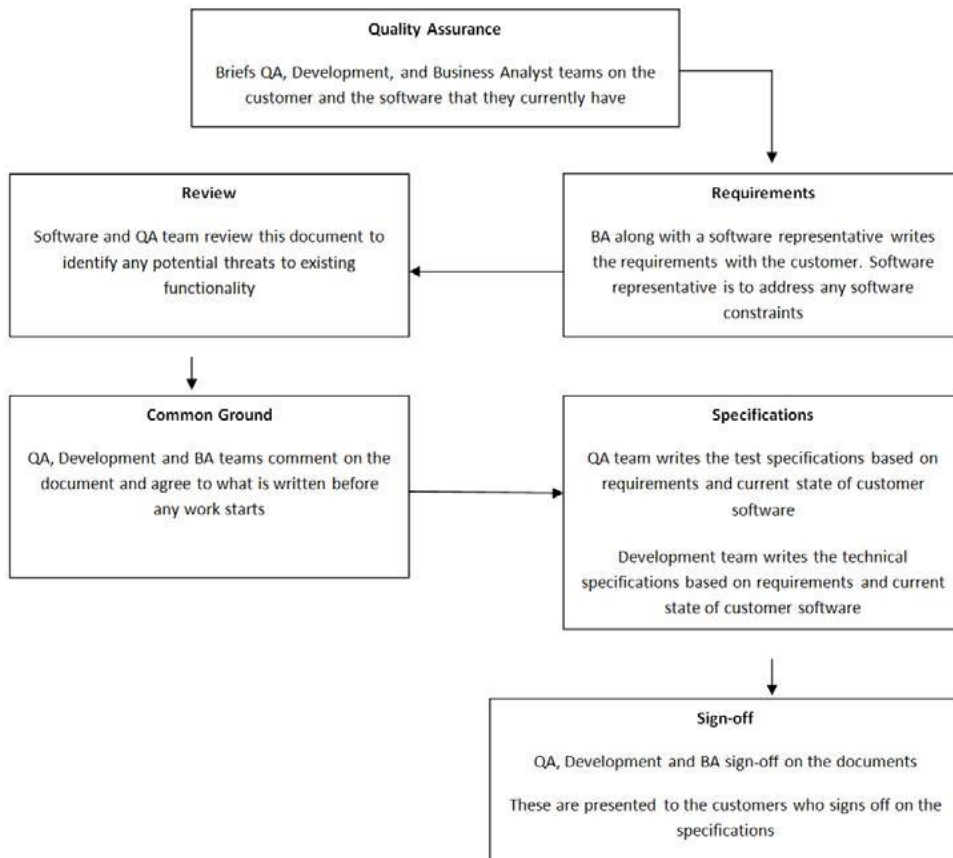 Quality Assurance
Briefs QA, Development, and Business Analyst teams on the
customer and the software that they currently have
Review
Software and QA team review this document to
identify any potential threats to existing
functionality
Requirements
BA along with a software representative writes
the requirements with the customer. Software
representative is to address any software
constraints
Common Ground
QA, Development and BA teams comment on the
document and agree to what is written before
any work starts
Specifications
QA team writes the test specifications based on
requirements and current state of customer
software
Development team writes the technical
specifications based on requirements and current
state of customer software
Sign-off
QA, Development and BA sign-off on the documents
These are presented to the customers who signs off on the
specifications